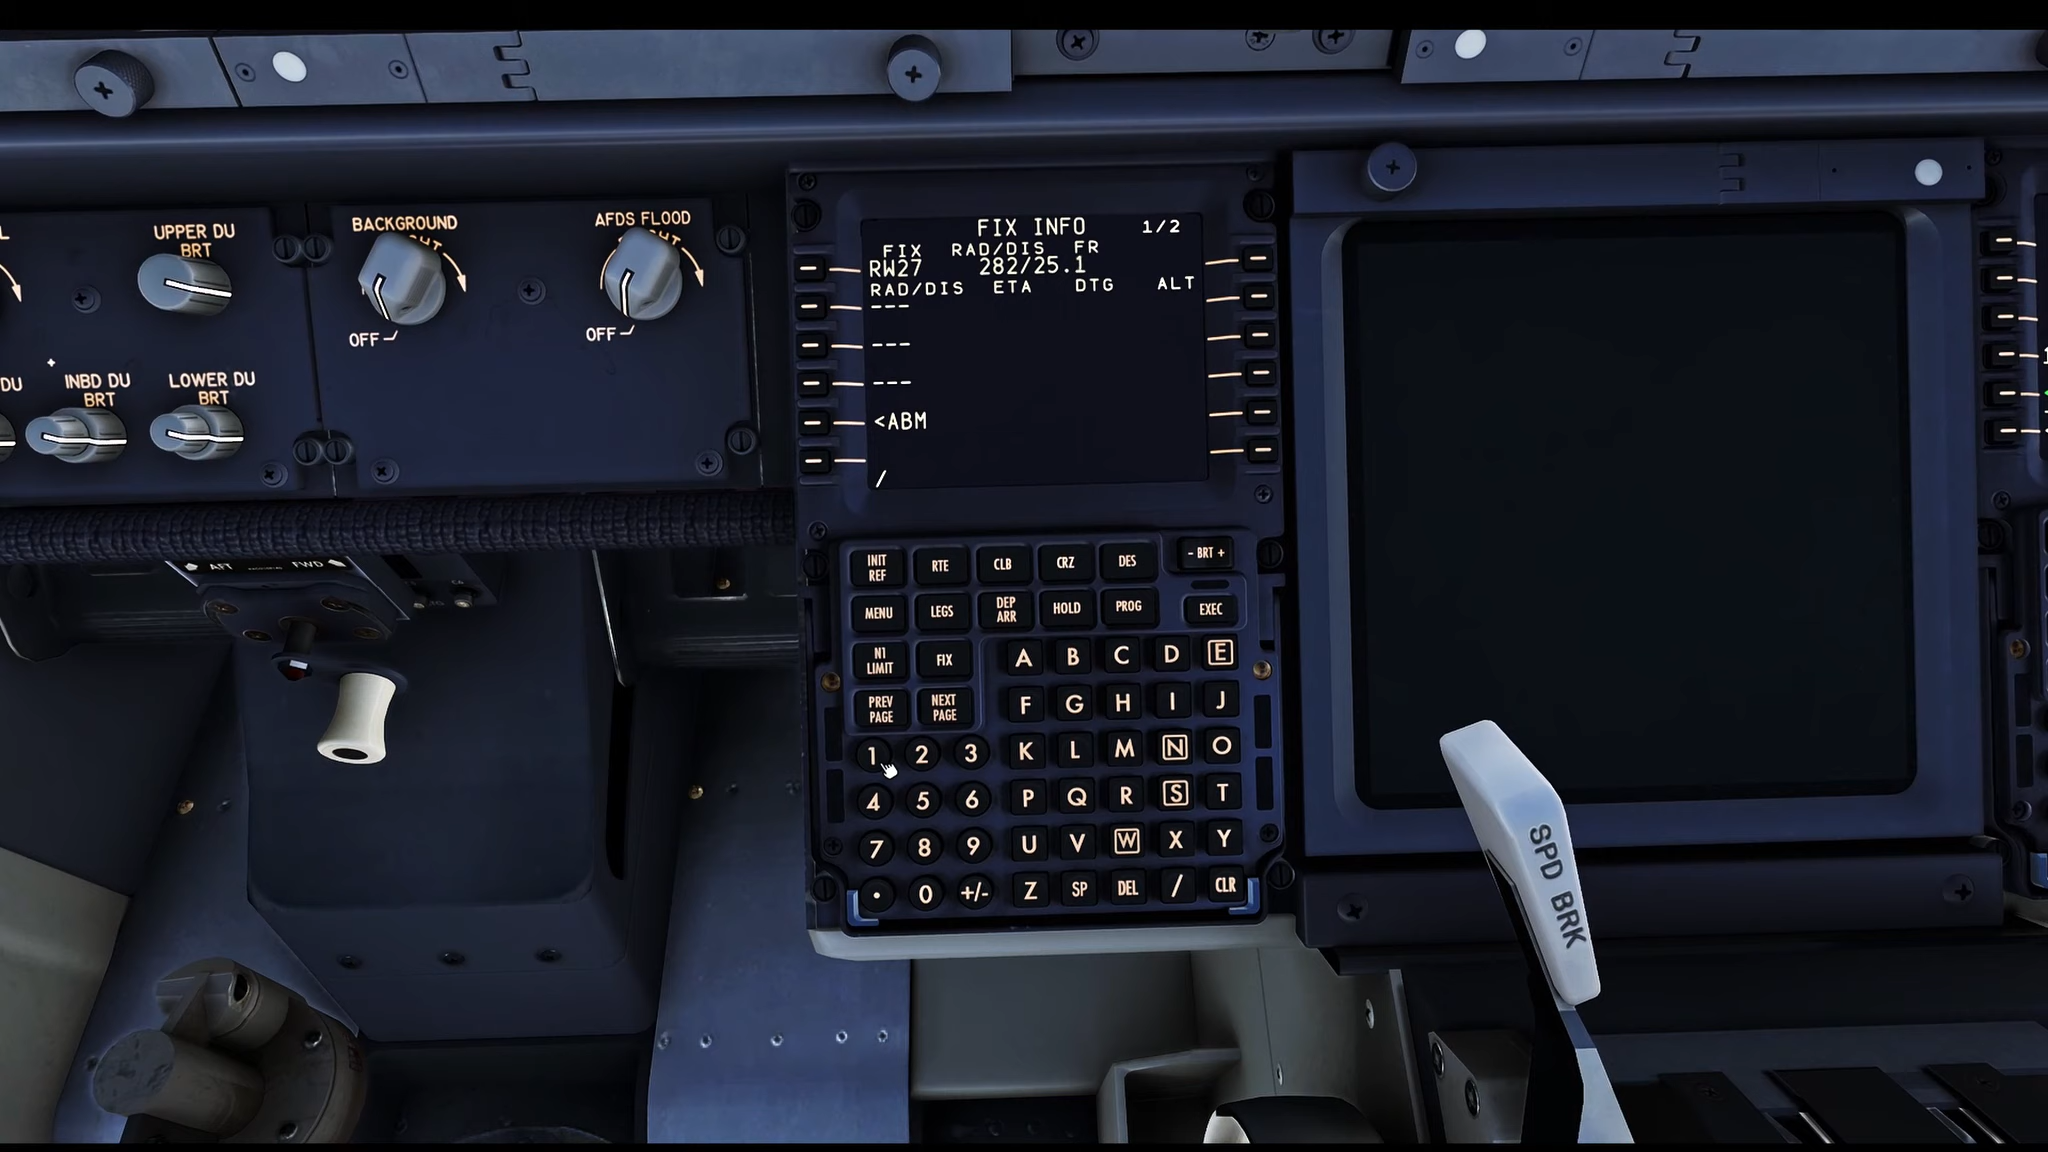 UPPER DU
BRT
BACKGROUND
OFF
AFDS FLOOD
OFF
DU
INBD DU
BRT
LOWER DU
BRT
FIX INFO 1/2
FIX RAD/DIS FR
RW27 282/25.1
RAD/DIS ETA DTG ALT
---
---
---
<ABM
/
AFT FWD
INIT REF RTE CLB CRZ DES - BRT +
MENU LEGS DEP ARR HOLD PROG EXEC
N1 LIMIT FIX
PREV PAGE NEXT PAGE
A B C D E
F G H I J
1 2 3 K L M N O
4 5 6 P Q R S T
7 8 9 U V W X Y
. 0 +/- Z SP DEL / CLR
SPD BRK